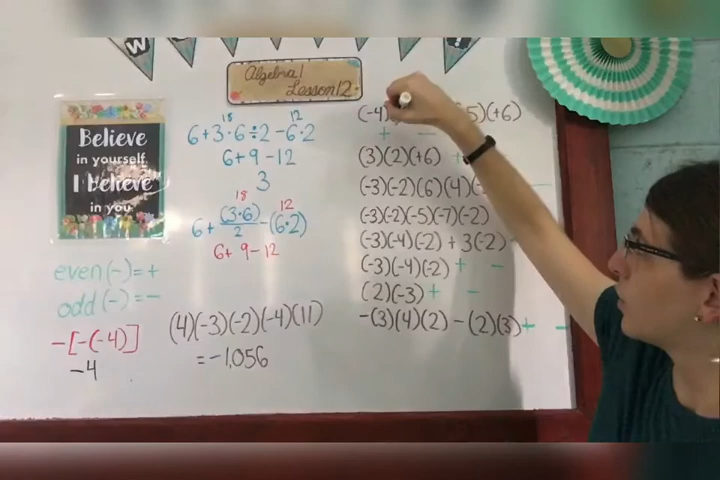 W
!
Algebra 1
Lesson 12
Believe
in yourself
I believe
in you
18 12
6+3·6÷2-6·2
6+9-12
3
18 12
6+(3·6)/2-(6·2)
6+9-12
even(-)=+
odd(-)=-
-[-(-4)]
-4
(4)(-3)(-2)(-4)(11)
=-1,056
(-4) 5)(+6)
+ -
(3)(2)(+6) +
(-3)(-2)(6)(4)(- -
(-3)(-2)(-5)(-7)(-2)
(-3)(-4)(-2) + 3(-2)
(-3)(-4)(-2) + -
(2)(-3) + -
-(3)(4)(2) - (2)(3) + -